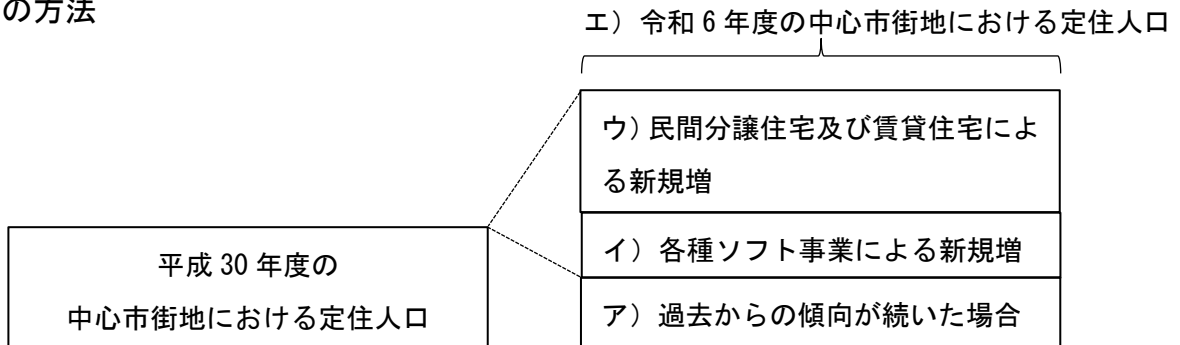 の方法
エ）令和6年度の中心市街地における定住人口
ウ）民間分譲住宅及び賃貸住宅によ
る新規増
イ）各種ソフト事業による新規増
ア）過去からの傾向が続いた場合
平成30年度の
中心市街地における定住人口